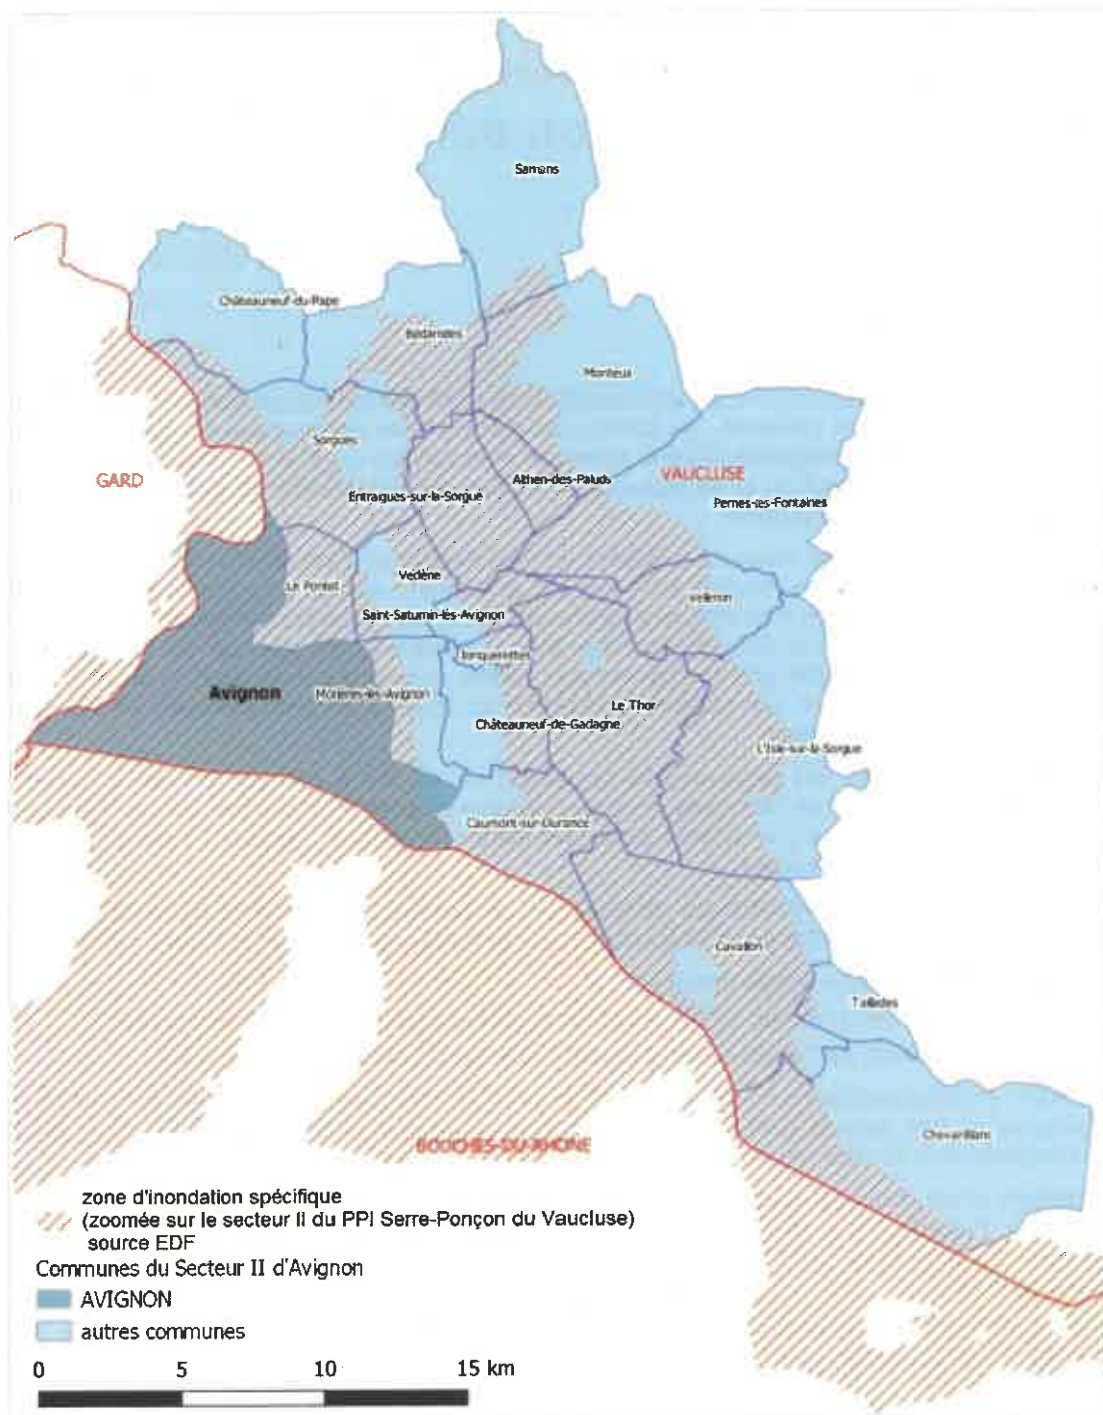 Sarrians
Châteauneuf-du-Pape
Bédarrides
Monteux
Sorgues
GARD
VAUCLUSE
Althen-des-Paluds
Entraigues-sur-la-Sorgue
Pernes-les-Fontaines
Vedène
Le Pontet
Velleron
Saint-Saturnin-lès-Avignon
Jonquerettes
Avignon
Morières-lès-Avignon
Le Thor
Châteauneuf-de-Gadagne
L'Isle-sur-la-Sorgue
Caumont-sur-Durance
Cavaillon
Taillades
Cheval-Blanc
BOUCHES-DU-RHONE
zone d'inondation spécifique
(zoomée sur le secteur II du PPI Serre-Ponçon du Vaucluse)
source EDF
Communes du Secteur II d'Avignon
AVIGNON
autres communes
0 5 10 15 km